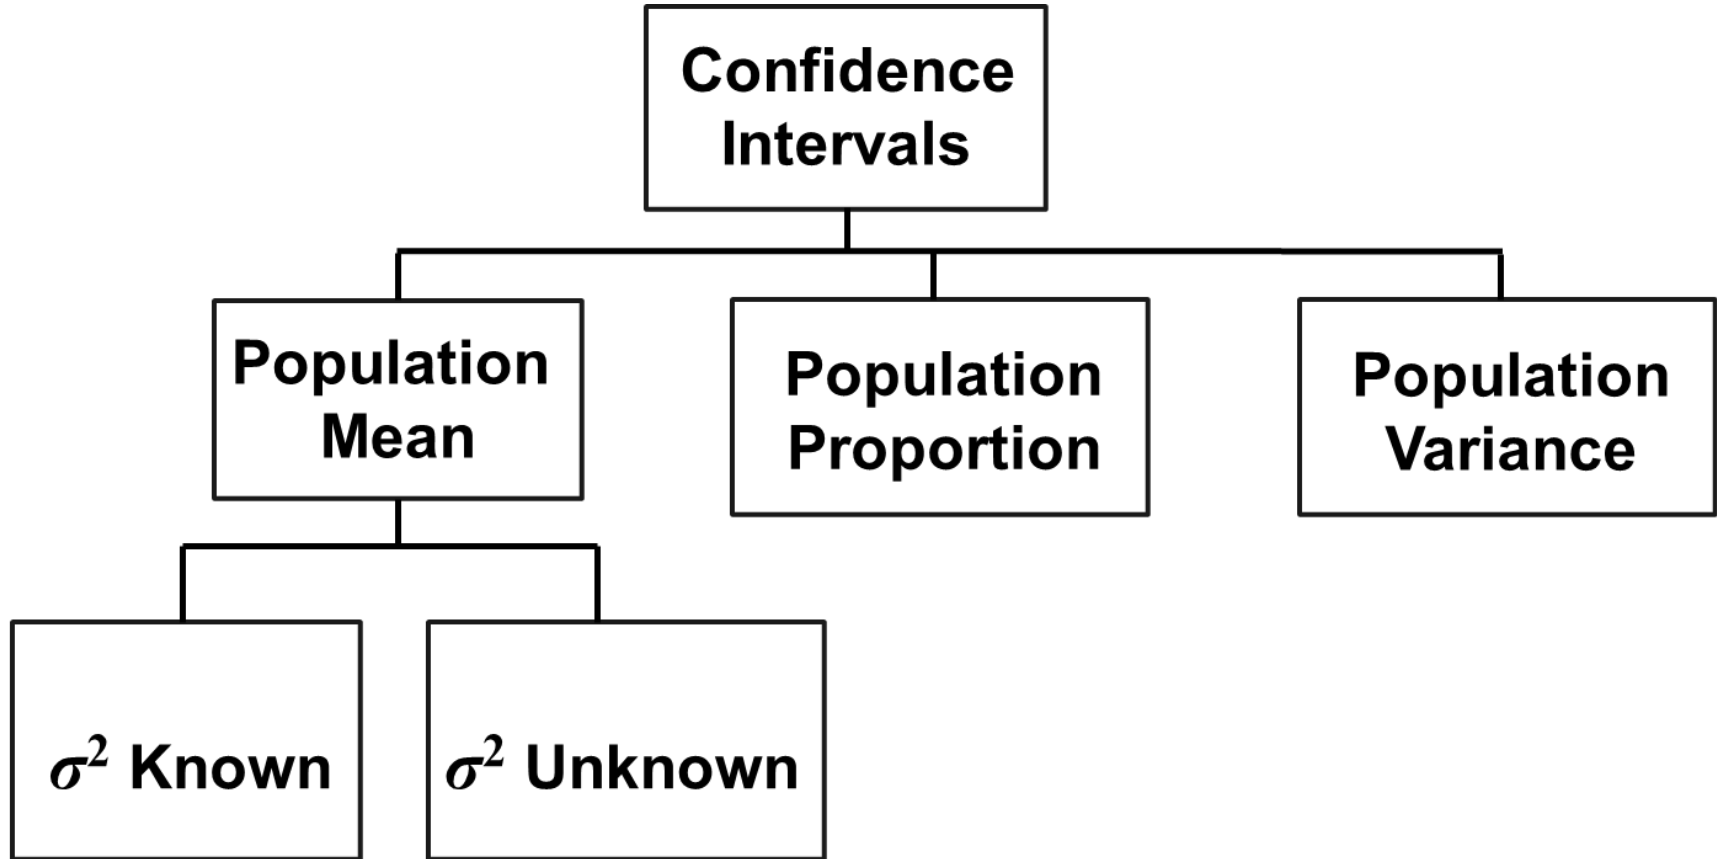 Confidence
Intervals
Population
Mean
Population
Proportion
Population
Variance
σ² Known
σ² Unknown